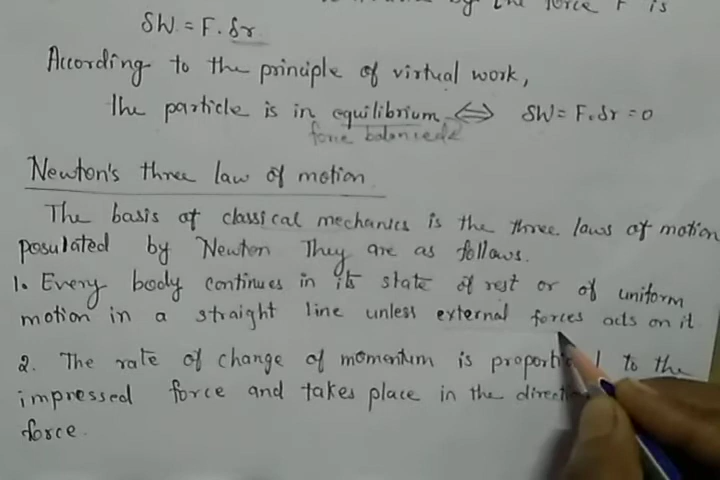 by the force F is
δW = F. δr
According to the principle of virtual work,
the particle is in equilibrium ⇔ δW = F.δr = 0
force balanced
Newton's three law of motion
The basis of classical mechanics is the three laws of motion
posulated by Newton They are as follows.
1. Every body continues in its state of rest or of uniform
motion in a straight line unless external forces acts on it
2. The rate of change of momentum is to the
impressed force and takes place in the
force.